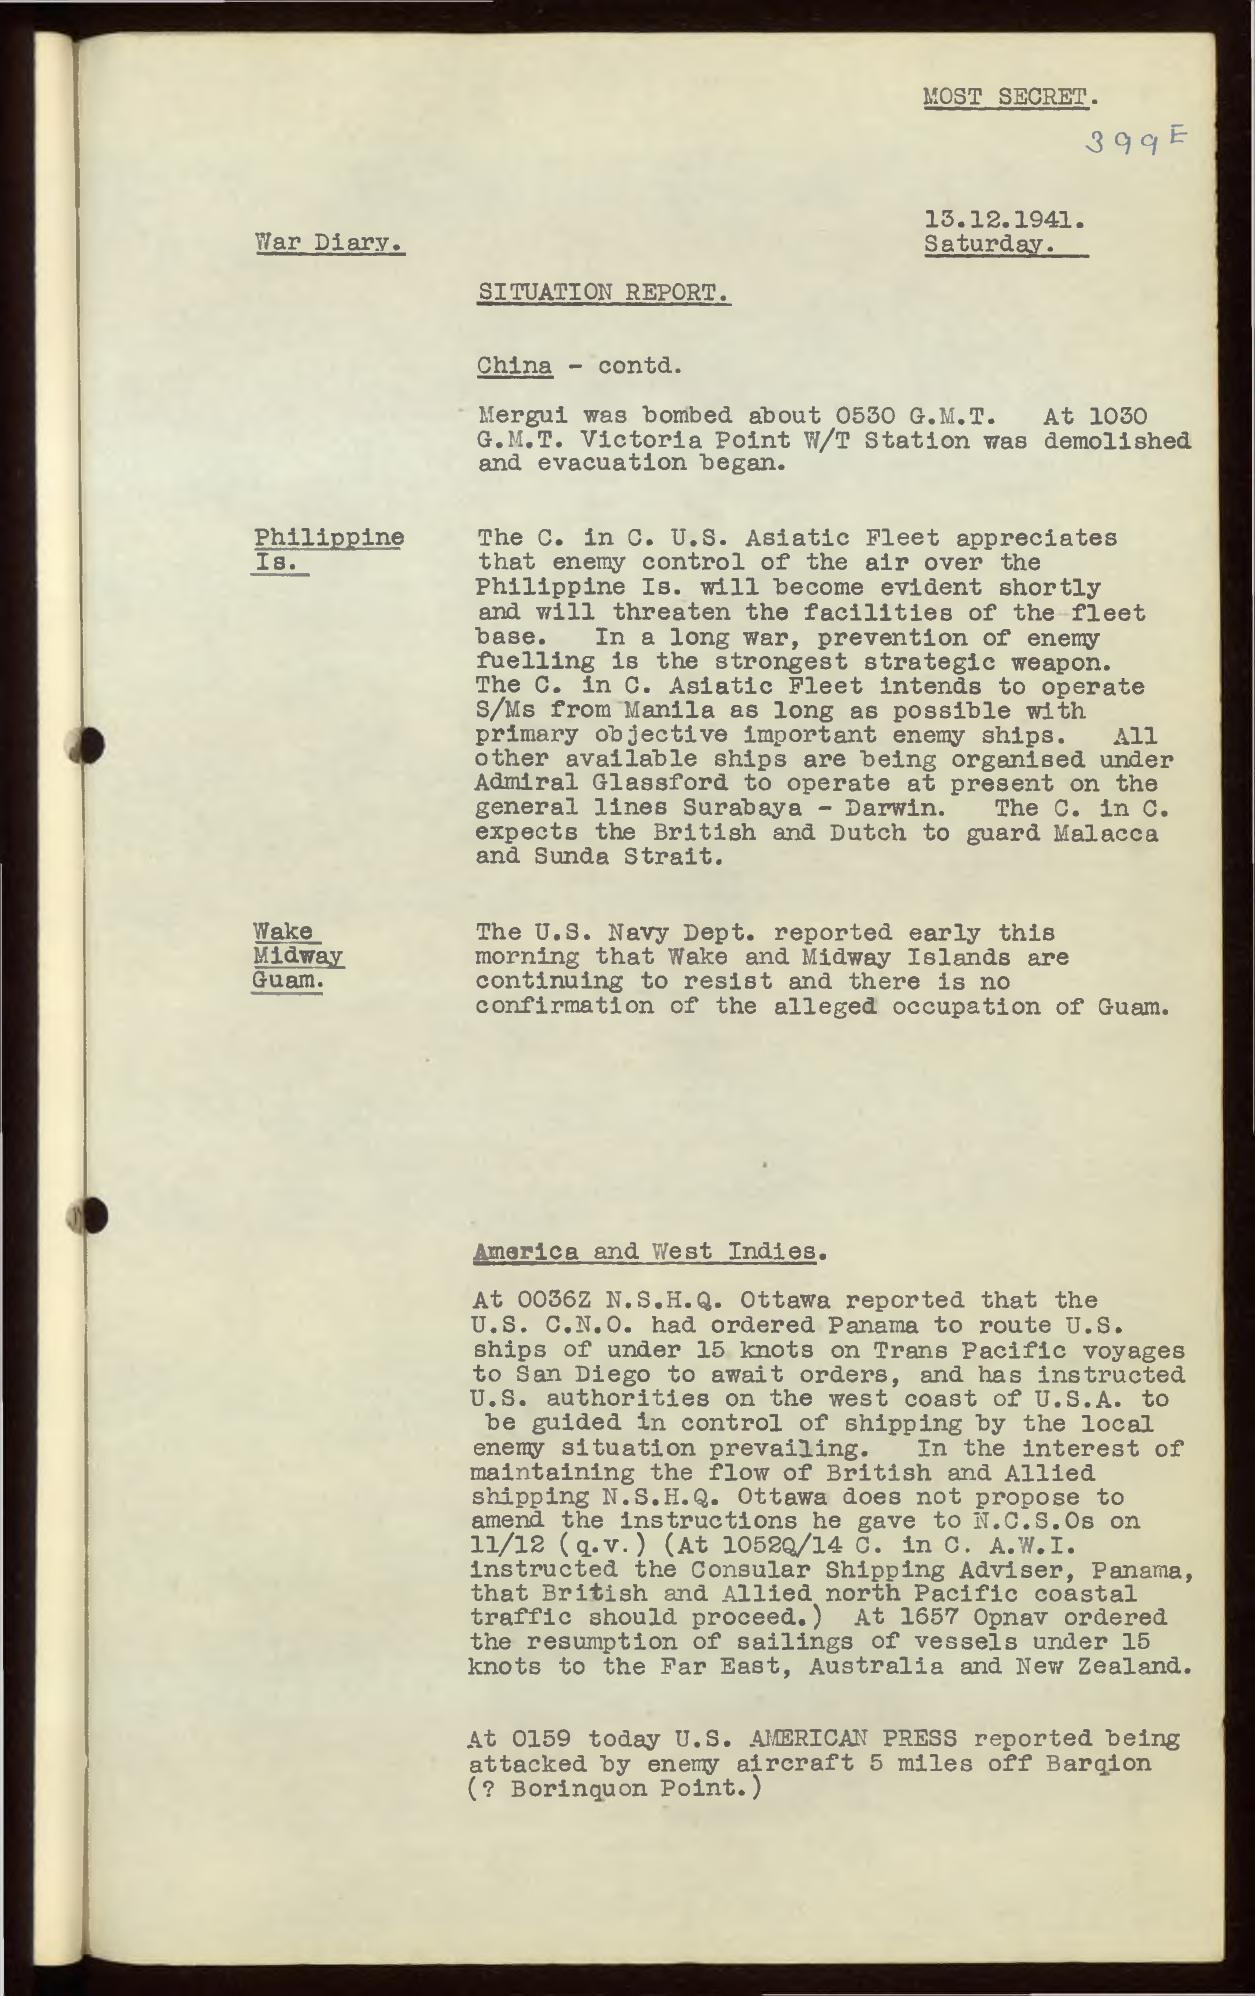 MOST SECRET.
399E
13.12.1941.
War Diary.
Saturday.
SITUATION REPORT.
China - contd.
Mergui was bombed about 0530 G.M.T. At 1030
G.M.T. Victoria Point W/T Station was demolished
and evacuation began.
Philippine
Is.
The C. in C. U.S. Asiatic Fleet appreciates
that enemy control of the air over the
Philippine Is. will become evident shortly
and will threaten the facilities of the fleet
base. In a long war, prevention of enemy
fuelling is the strongest strategic weapon.
The C. in C. Asiatic Fleet intends to operate
S/Ms from Manila as long as possible with
primary objective important enemy ships. All
other available ships are being organised under
Admiral Glassford to operate at present on the
general lines Surabaya - Darwin. The C. in C.
expects the British and Dutch to guard Malacca
and Sunda Strait.
Wake
Midway
Guam.
The U.S. Navy Dept. reported early this
morning that Wake and Midway Islands are
continuing to resist and there is no
confirmation of the alleged occupation of Guam.
America and West Indies.
At 0036Z N.S.H.Q. Ottawa reported that the
U.S. C.N.O. had ordered Panama to route U.S.
ships of under 15 knots on Trans Pacific voyages
to San Diego to await orders, and has instructed
U.S. authorities on the west coast of U.S.A. to
be guided in control of shipping by the local
enemy situation prevailing. In the interest of
maintaining the flow of British and Allied
shipping N.S.H.Q. Ottawa does not propose to
amend the instructions he gave to N.C.S.Os on
11/12 (q.v.) (At 1052Q/14 C. in C. A.W.I.
instructed the Consular Shipping Adviser, Panama,
that British and Allied north Pacific coastal
traffic should proceed.) At 1657 Opnav ordered
the resumption of sailings of vessels under 15
knots to the Far East, Australia and New Zealand.
At 0159 today U.S. AMERICAN PRESS reported being
attacked by enemy aircraft 5 miles off Barqion
(? Borinquon Point.)